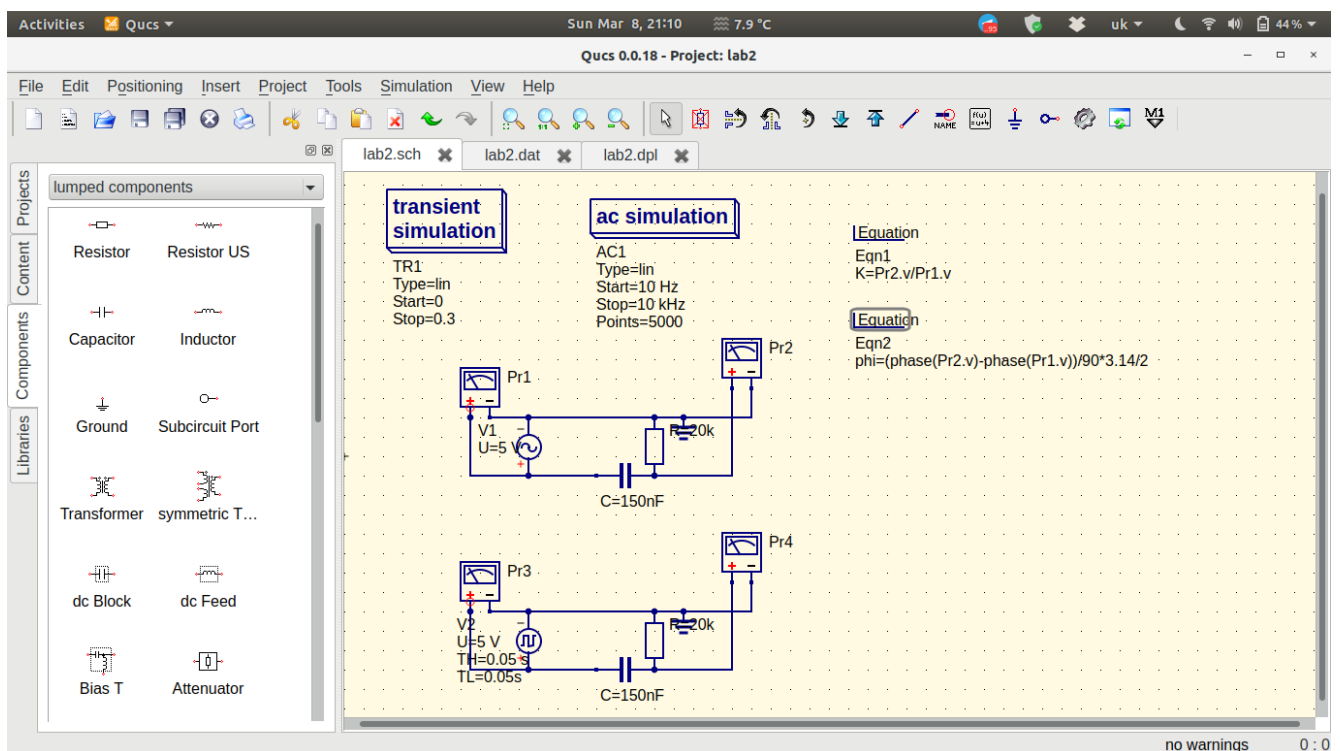 Activities Qucs Sun Mar 8, 21:10 7.9 °C uk 44 %
Qucs 0.0.18 - Project: lab2
File Edit Positioning Insert Project Tools Simulation View Help
NAME M1
lab2.sch lab2.dat lab2.dpl
Projects
Content
Components
Libraries
lumped components
Resistor Resistor US
Capacitor Inductor
Ground Subcircuit Port
Transformer symmetric T…
dc Block dc Feed
Bias T Attenuator
transient
simulation
TR1
Type=lin
Start=0
Stop=0.3
ac simulation
AC1
Type=lin
Start=10 Hz
Stop=10 kHz
Points=5000
Equation
Eqn1
K=Pr2.v/Pr1.v
Equation
Eqn2
phi=(phase(Pr2.v)-phase(Pr1.v))/90*3.14/2
Pr2
Pr1
V1
U=5 V
R=20k
C=150nF
Pr4
Pr3
V2
U=5 V
TH=0.05 s
TL=0.05s
R=20k
C=150nF
no warnings 0 : 0